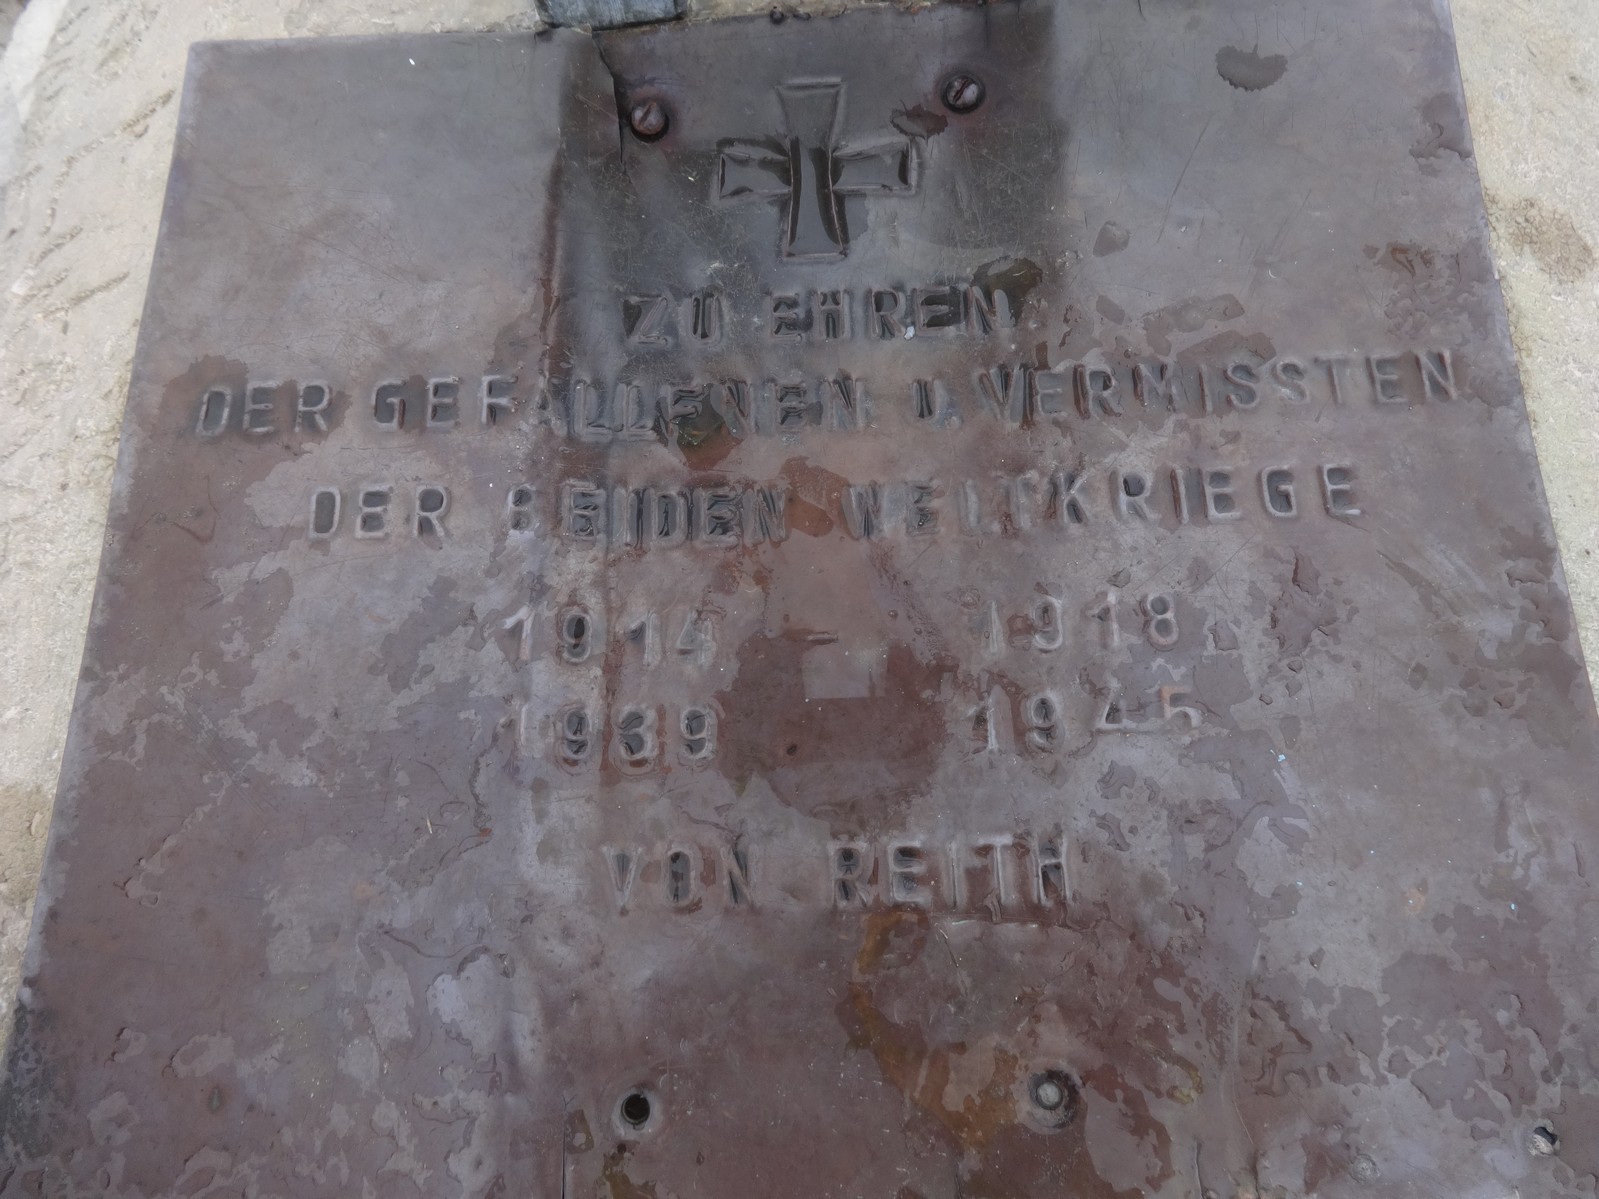 ZU EHREN
DER GEFALLENEN U. VERMISSTEN
DER BEIDEN WELTKRIEGE
1914 - 1918
1939 1945
VON REITH